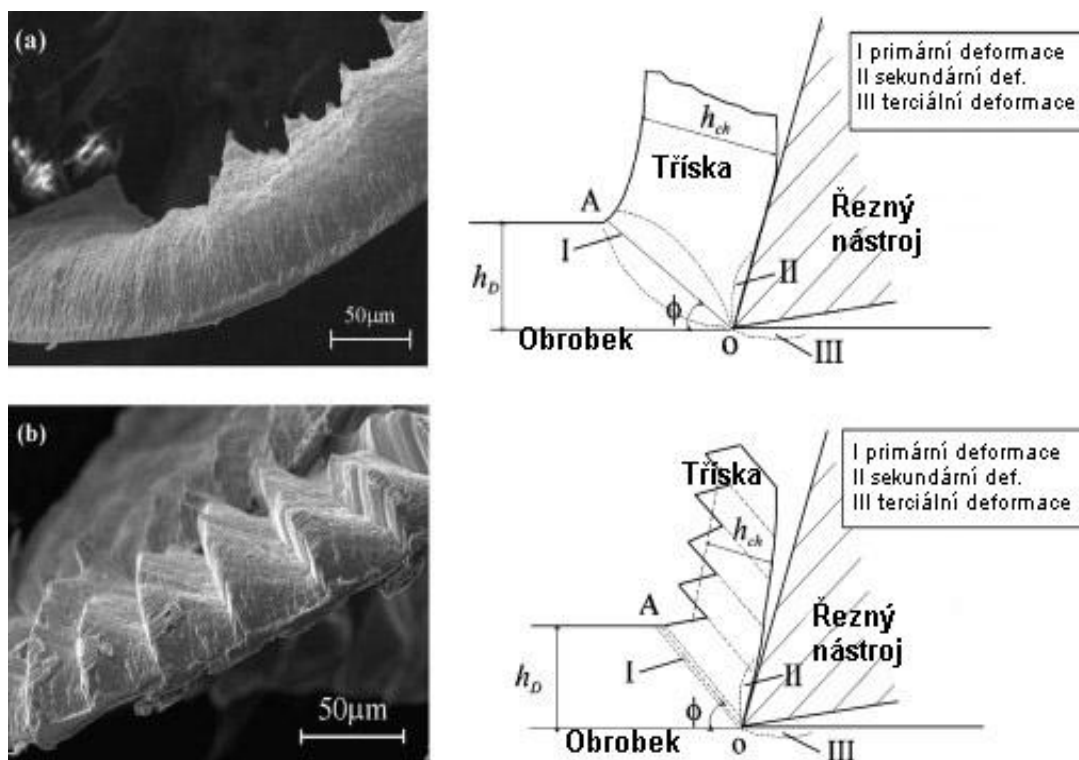 (a)
50μm
I primární deformace
II sekundární def.
III terciální deformace
h_ch
Tříska
A
I
Řezný
nástroj
II
h_D
ϕ
Obrobek
O
III
(b)
50μm
I primární deformace
II sekundární def.
III terciální deformace
Tříska
h_ch
A
Řezný
nástroj
I
II
h_D
ϕ
Obrobek
O
III